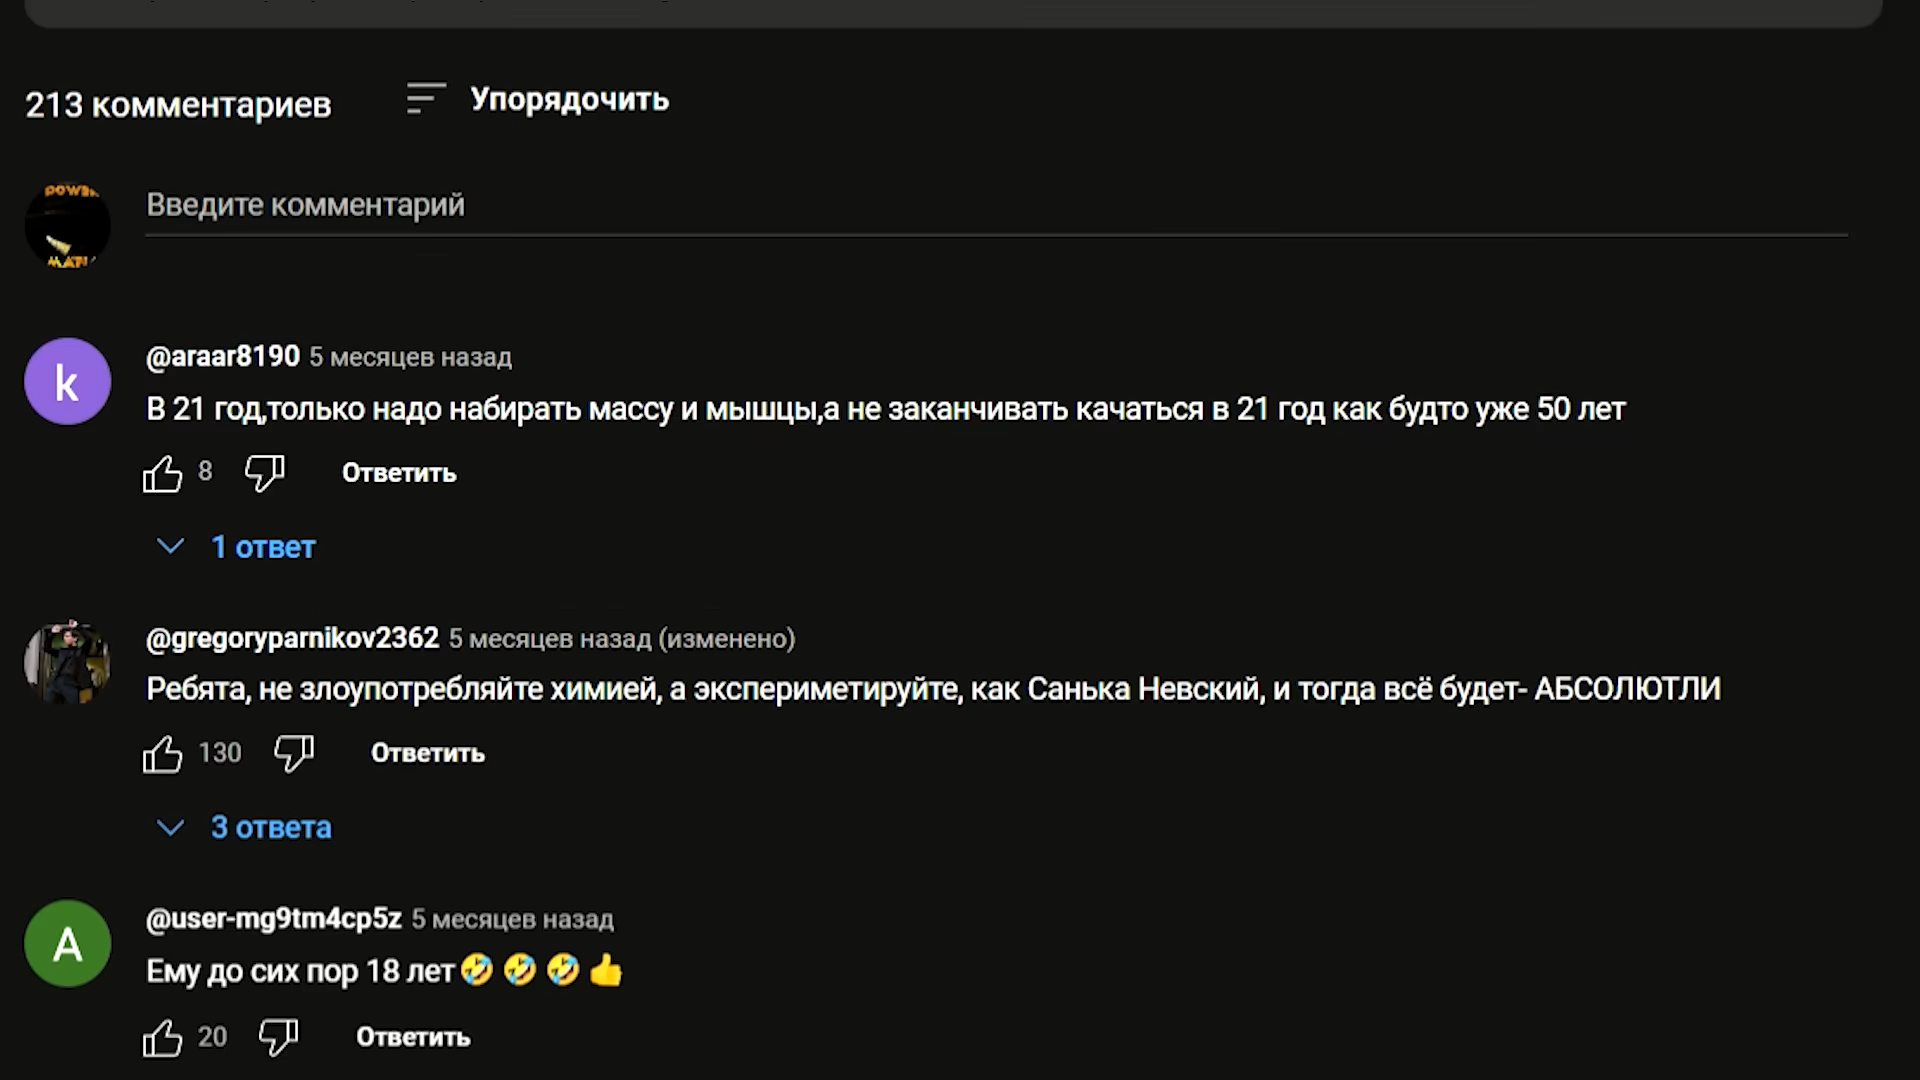 213 комментариев
Упорядочить
POWER
Введите комментарий
k
@araar8190 5 месяцев назад
В 21 год,только надо набирать массу и мышцы,а не заканчивать качаться в 21 год как будто уже 50 лет
8
Ответить
1 ответ
@gregoryparnikov2362 5 месяцев назад (изменено)
Ребята, не злоупотребляйте химией, а экспериметируйте, как Санька Невский, и тогда всё будет- АБСОЛЮТЛИ
130
Ответить
3 ответа
A
@user-mg9tm4cp5z 5 месяцев назад
Ему до сих пор 18 лет🤣🤣🤣👍
20
Ответить